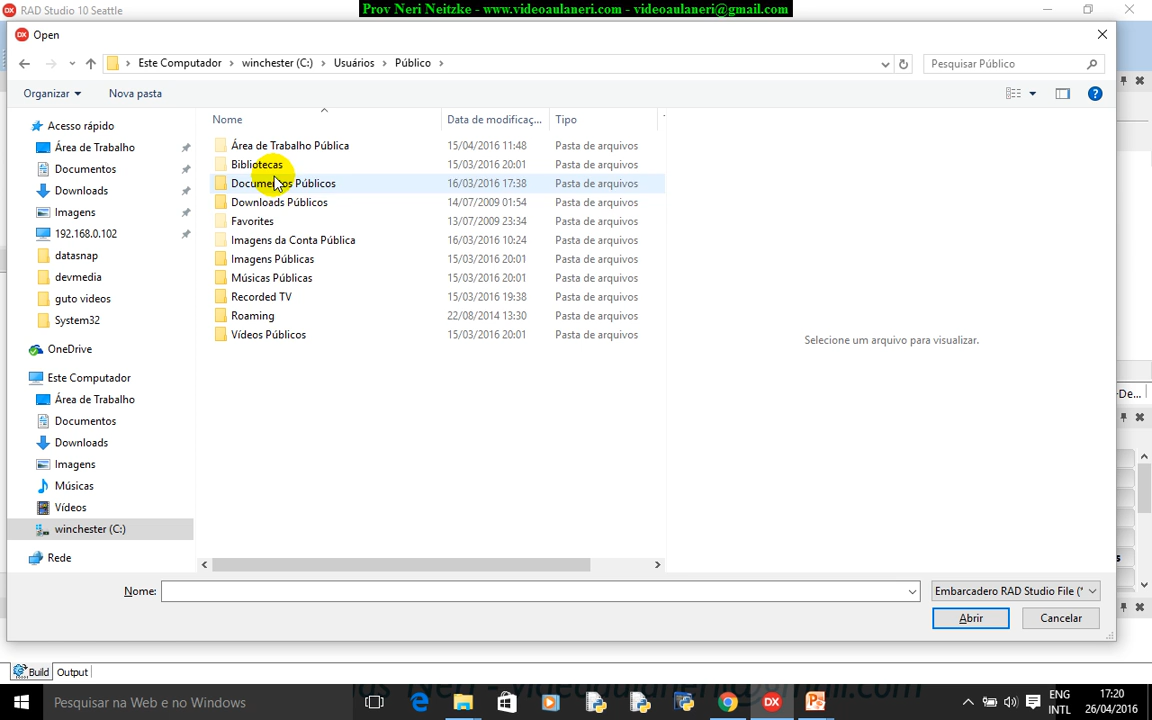 RAD Studio 10 Seattle
Prov Neri Neitzke - www.videoaulaneri.com - videoaulaneri@gmail.com
Open
Este Computador > winchester (C:) > Usuários > Público >
Pesquisar Público
Organizar
Nova pasta
Nome
Data de modificaç...
Tipo
Acesso rápido
Área de Trabalho
Documentos
Downloads
Imagens
192.168.0.102
datasnap
devmedia
guto videos
System32
OneDrive
Este Computador
Área de Trabalho
Documentos
Downloads
Imagens
Músicas
Vídeos
winchester (C:)
Rede
Área de Trabalho Pública 15/04/2016 11:48 Pasta de arquivos
Bibliotecas 15/03/2016 20:01 Pasta de arquivos
Documentos Públicos 16/03/2016 17:38 Pasta de arquivos
Downloads Públicos 14/07/2009 01:54 Pasta de arquivos
Favorites 13/07/2009 23:34 Pasta de arquivos
Imagens da Conta Pública 16/03/2016 10:24 Pasta de arquivos
Imagens Públicas 15/03/2016 20:01 Pasta de arquivos
Músicas Públicas 15/03/2016 20:01 Pasta de arquivos
Recorded TV 15/03/2016 19:38 Pasta de arquivos
Roaming 22/08/2014 13:30 Pasta de arquivos
Vídeos Públicos 15/03/2016 20:01 Pasta de arquivos
Selecione um arquivo para visualizar.
-De...
s
Nome:
Embarcadero RAD Studio File (*
Abrir
Cancelar
Build
Output
Neri - videoaulaneri@gmail.com
Pesquisar na Web e no Windows
ENG
INTL
17:20
26/04/2016